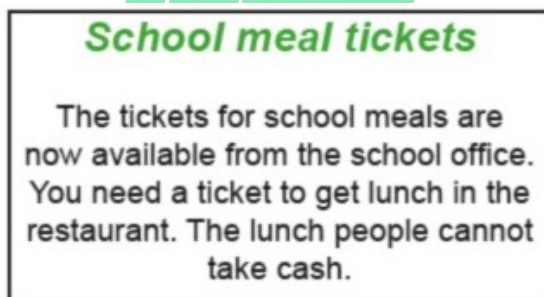 School meal tickets
The tickets for school meals are
now available from the school office.
You need a ticket to get lunch in the
restaurant. The lunch people cannot
take cash.